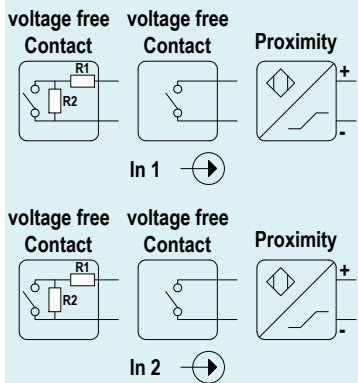 voltage free voltage free
Contact Contact Proximity
R1
R2
+
-
In 1
voltage free voltage free
Contact Contact Proximity
R1
R2
+
-
In 2